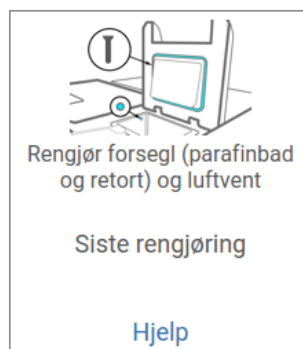 Rengjør forsegl (parafinbad
og retort) og luftvent
Siste rengjøring
Hjelp